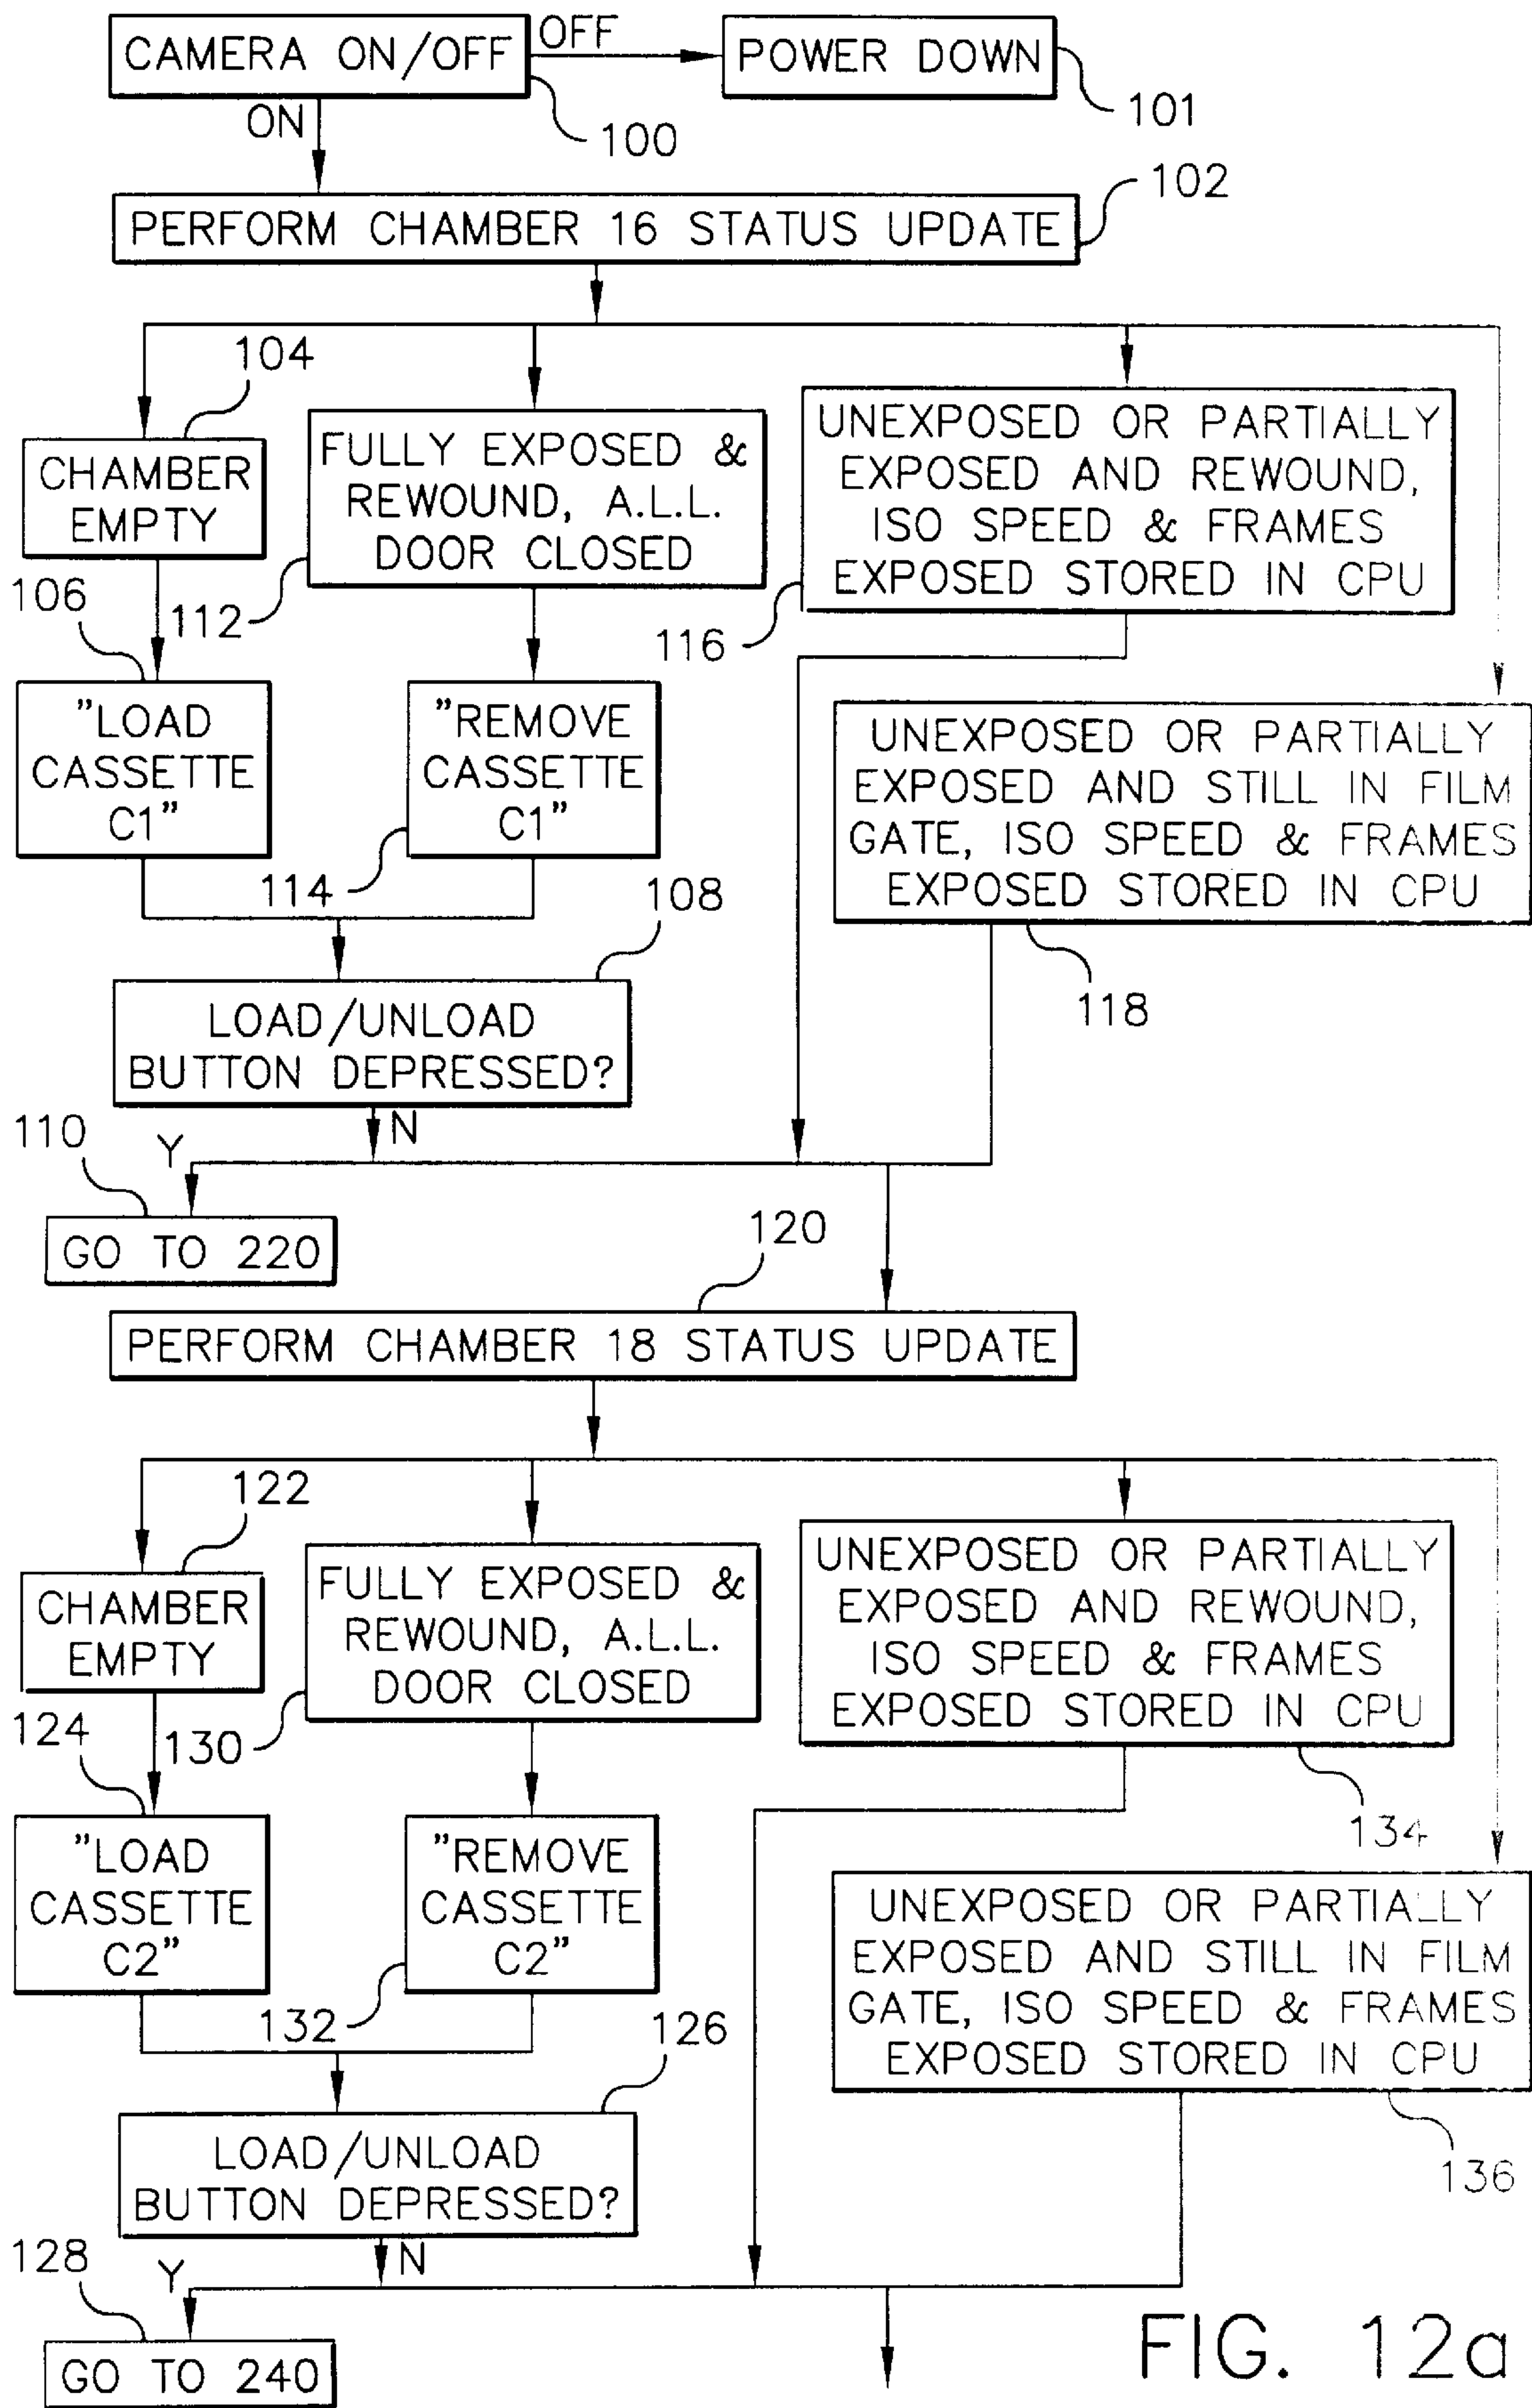 CAMERA ON/OFF
OFF
POWER DOWN
101
ON
100
102
PERFORM CHAMBER 16 STATUS UPDATE
104
CHAMBER
EMPTY
FULLY EXPOSED &
REWOUND, A.L.L.
DOOR CLOSED
UNEXPOSED OR PARTIALLY
EXPOSED AND REWOUND,
ISO SPEED & FRAMES
EXPOSED STORED IN CPU
106
112
116
"LOAD
CASSETTE
C1"
"REMOVE
CASSETTE
C1"
UNEXPOSED OR PARTIALLY
EXPOSED AND STILL IN FILM
GATE, ISO SPEED & FRAMES
EXPOSED STORED IN CPU
114
108
118
LOAD/UNLOAD
BUTTON DEPRESSED?
110
Y
N
GO TO 220
120
PERFORM CHAMBER 18 STATUS UPDATE
122
CHAMBER
EMPTY
FULLY EXPOSED &
REWOUND, A.L.L.
DOOR CLOSED
UNEXPOSED OR PARTIALLY
EXPOSED AND REWOUND,
ISO SPEED & FRAMES
EXPOSED STORED IN CPU
124
130
134
"LOAD
CASSETTE
C2"
"REMOVE
CASSETTE
C2"
UNEXPOSED OR PARTIALLY
EXPOSED AND STILL IN FILM
GATE, ISO SPEED & FRAMES
EXPOSED STORED IN CPU
132
126
136
LOAD/UNLOAD
BUTTON DEPRESSED?
128
Y
N
GO TO 240
FIG. 12a